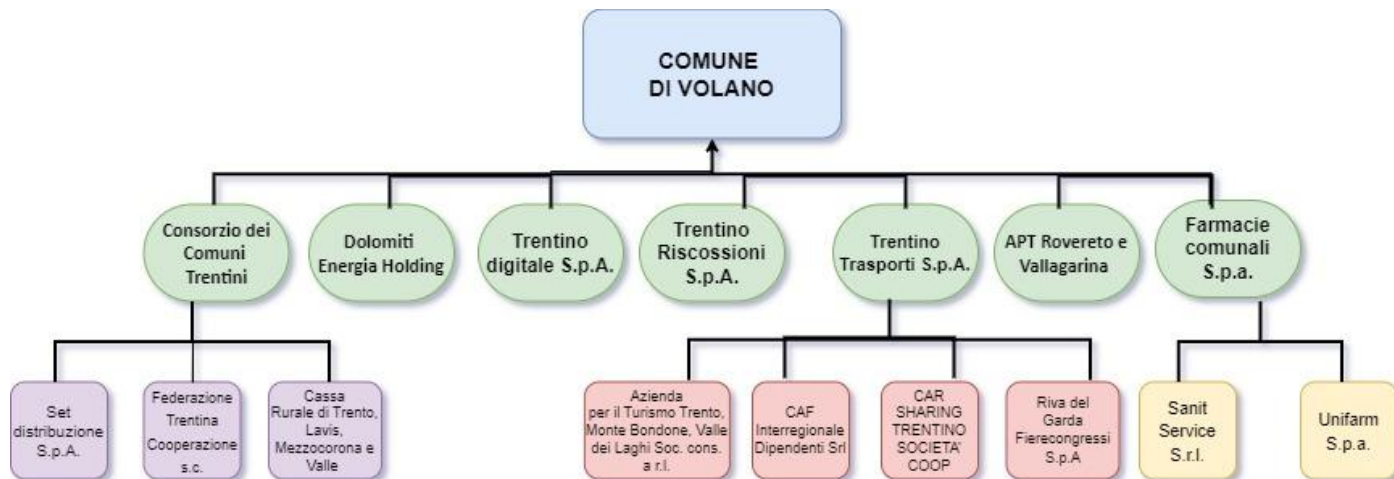 COMUNE
DI VOLANO
Consorzio dei
Comuni
Trentini
Dolomiti
Energia Holding
Trentino
digitale S.p.A.
Trentino
Riscossioni
S.p.A.
Trentino
Trasporti S.p.A.
APT Rovereto e
Vallagarina
Farmacie
comunali
S.p.a.
Set
distribuzione
S.p.A.
Federazione
Trentina
Cooperazione
s.c.
Cassa
Rurale di Trento,
Lavis,
Mezzocorona e
Valle
Azienda
per il Turismo Trento,
Monte Bondone, Valle
dei Laghi Soc. cons.
a r.l.
CAF
Interregionale
Dipendenti Srl
CAR
SHARING
TRENTINO
SOCIETA'
COOP
Riva del
Garda
Fierecongressi
S.p.A
Sanit
Service
S.r.l.
Unifarm
S.p.a.